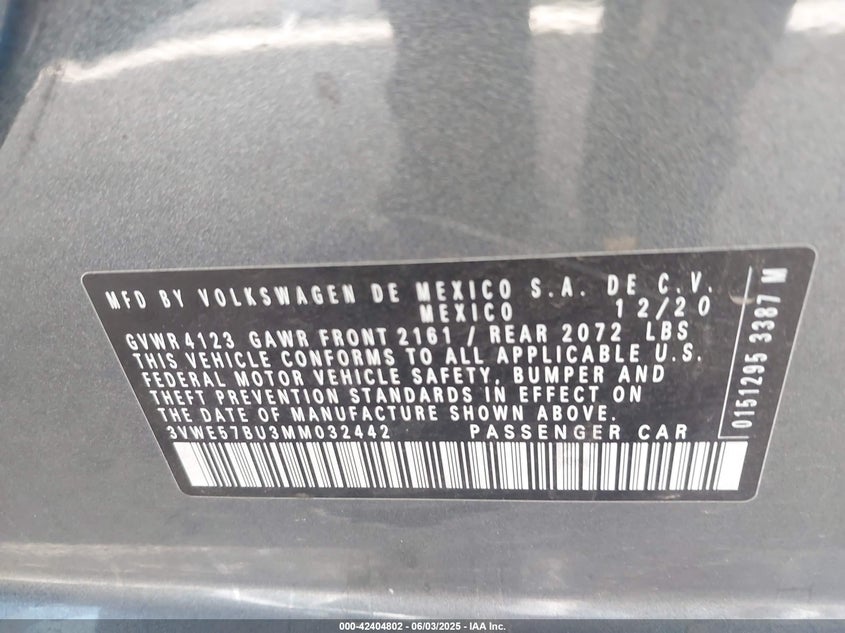 MFD BY VOLKSWAGEN DE MEXICO S.A. DE C.V.
MEXICO 12/20
GVWR 4123 GAWR FRONT 2161 / REAR 2072 LBS
THIS VEHICLE CONFORMS TO ALL APPLICABLE U.S.
FEDERAL MOTOR VEHICLE SAFETY, BUMPER AND
THEFT PREVENTION STANDARDS IN EFFECT ON
THE DATE OF MANUFACTURE SHOWN ABOVE.
3VWE57BU3MM032442 PASSENGER CAR
0151295 3387 M
000-42404802 - 06/03/2025 - IAA Inc.